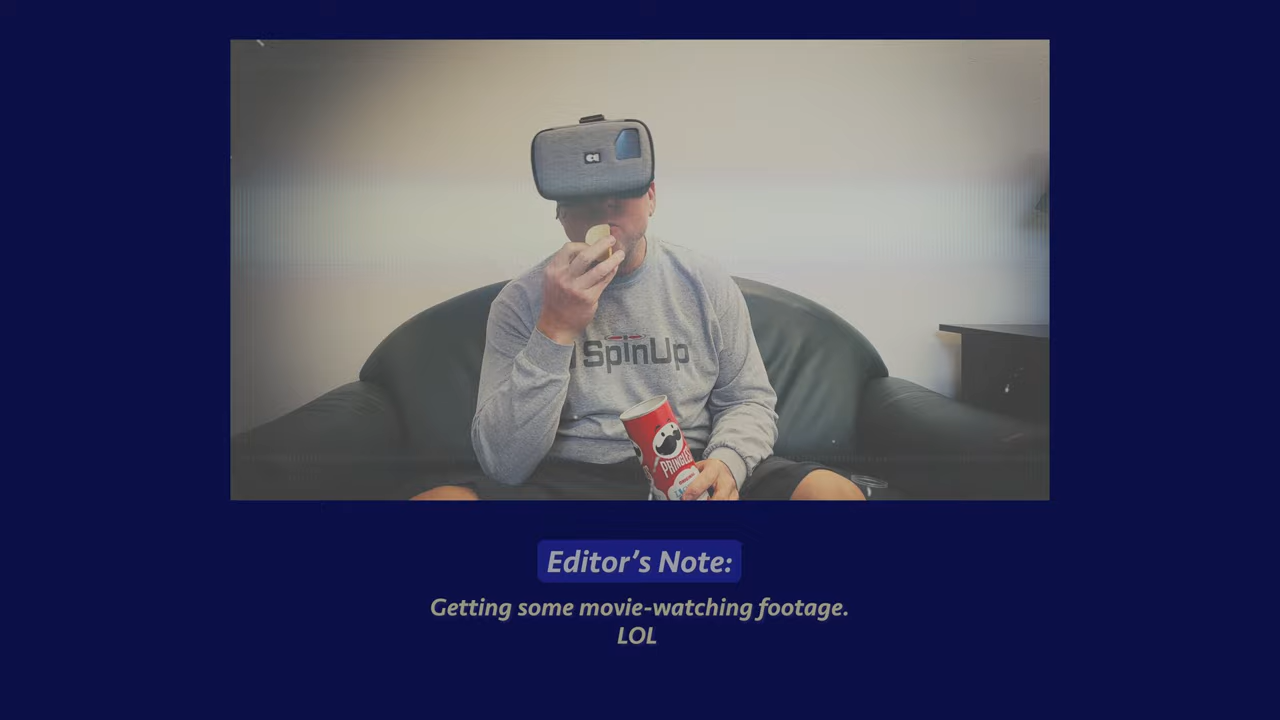 SpinUp
PRINGLES
Editor's Note:
Getting some movie-watching footage.
LOL